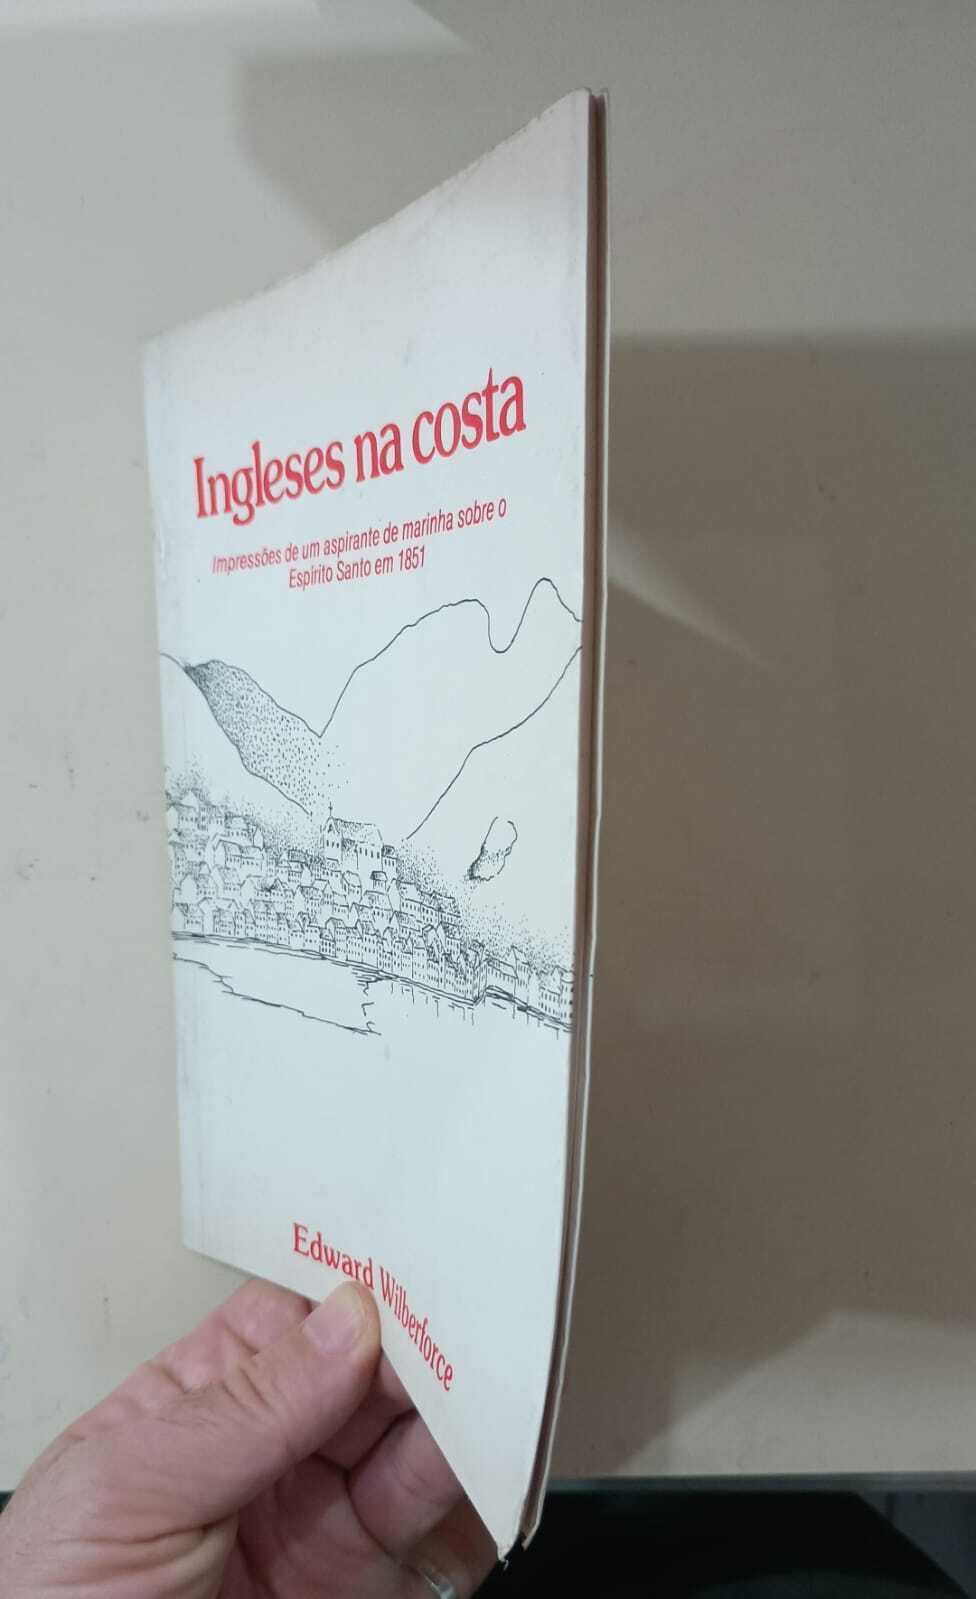 Ingleses na costa
Impressões de um aspirante de marinha sobre o
Espírito Santo em 1851
Edward Wilberforce